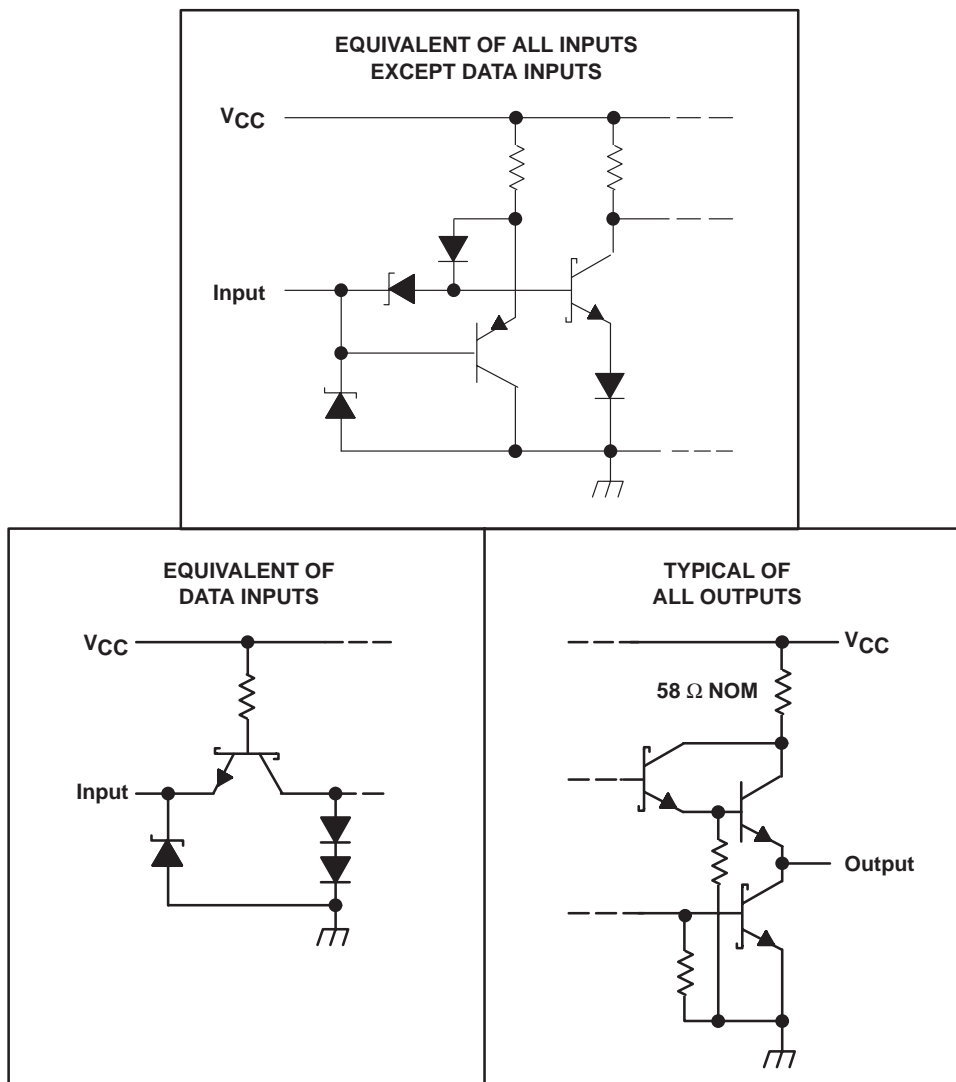 EQUIVALENT OF ALL INPUTS
EXCEPT DATA INPUTS
VCC
Input
EQUIVALENT OF
DATA INPUTS
VCC
Input
TYPICAL OF
ALL OUTPUTS
VCC
58 Ω NOM
Output